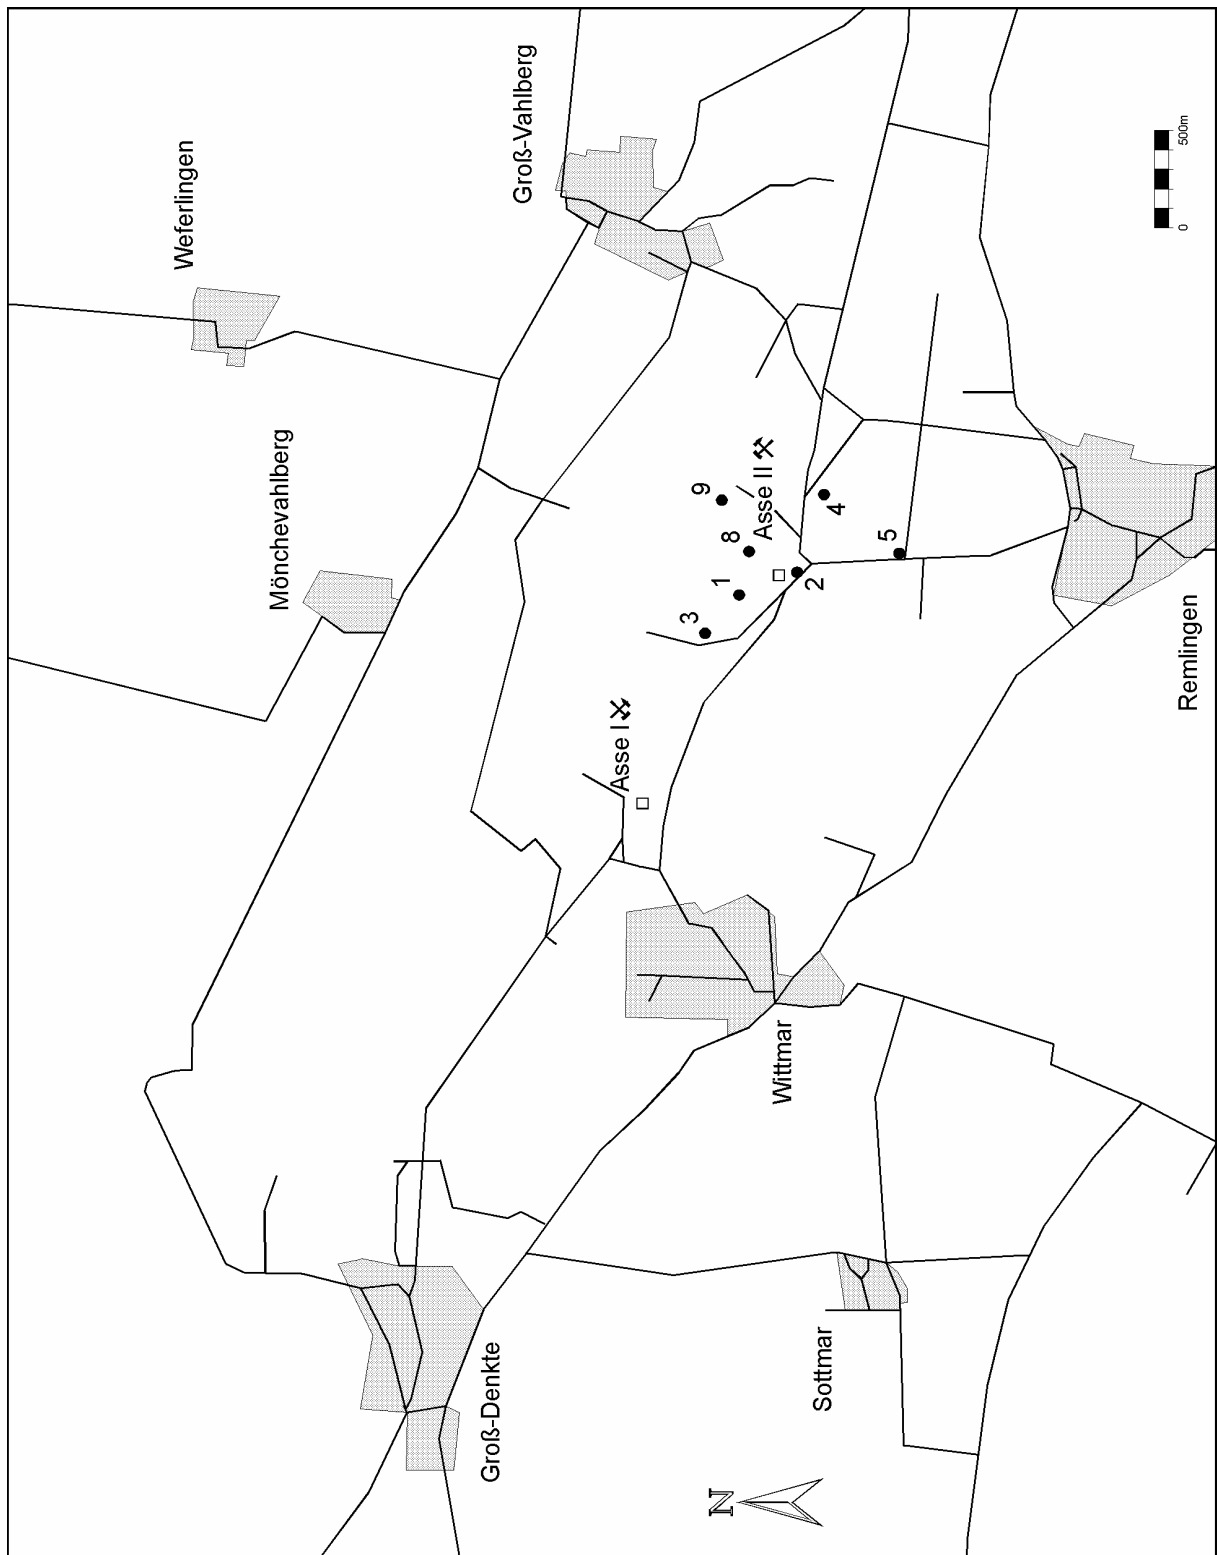 Weferlingen
Mönchevahlberg
Groß-Denkte
Groß-Vahlberg
Asse I
3
9
N
1
8
Asse II
Wittmar
2
Sottmar
4
5
Remlingen
0 500m